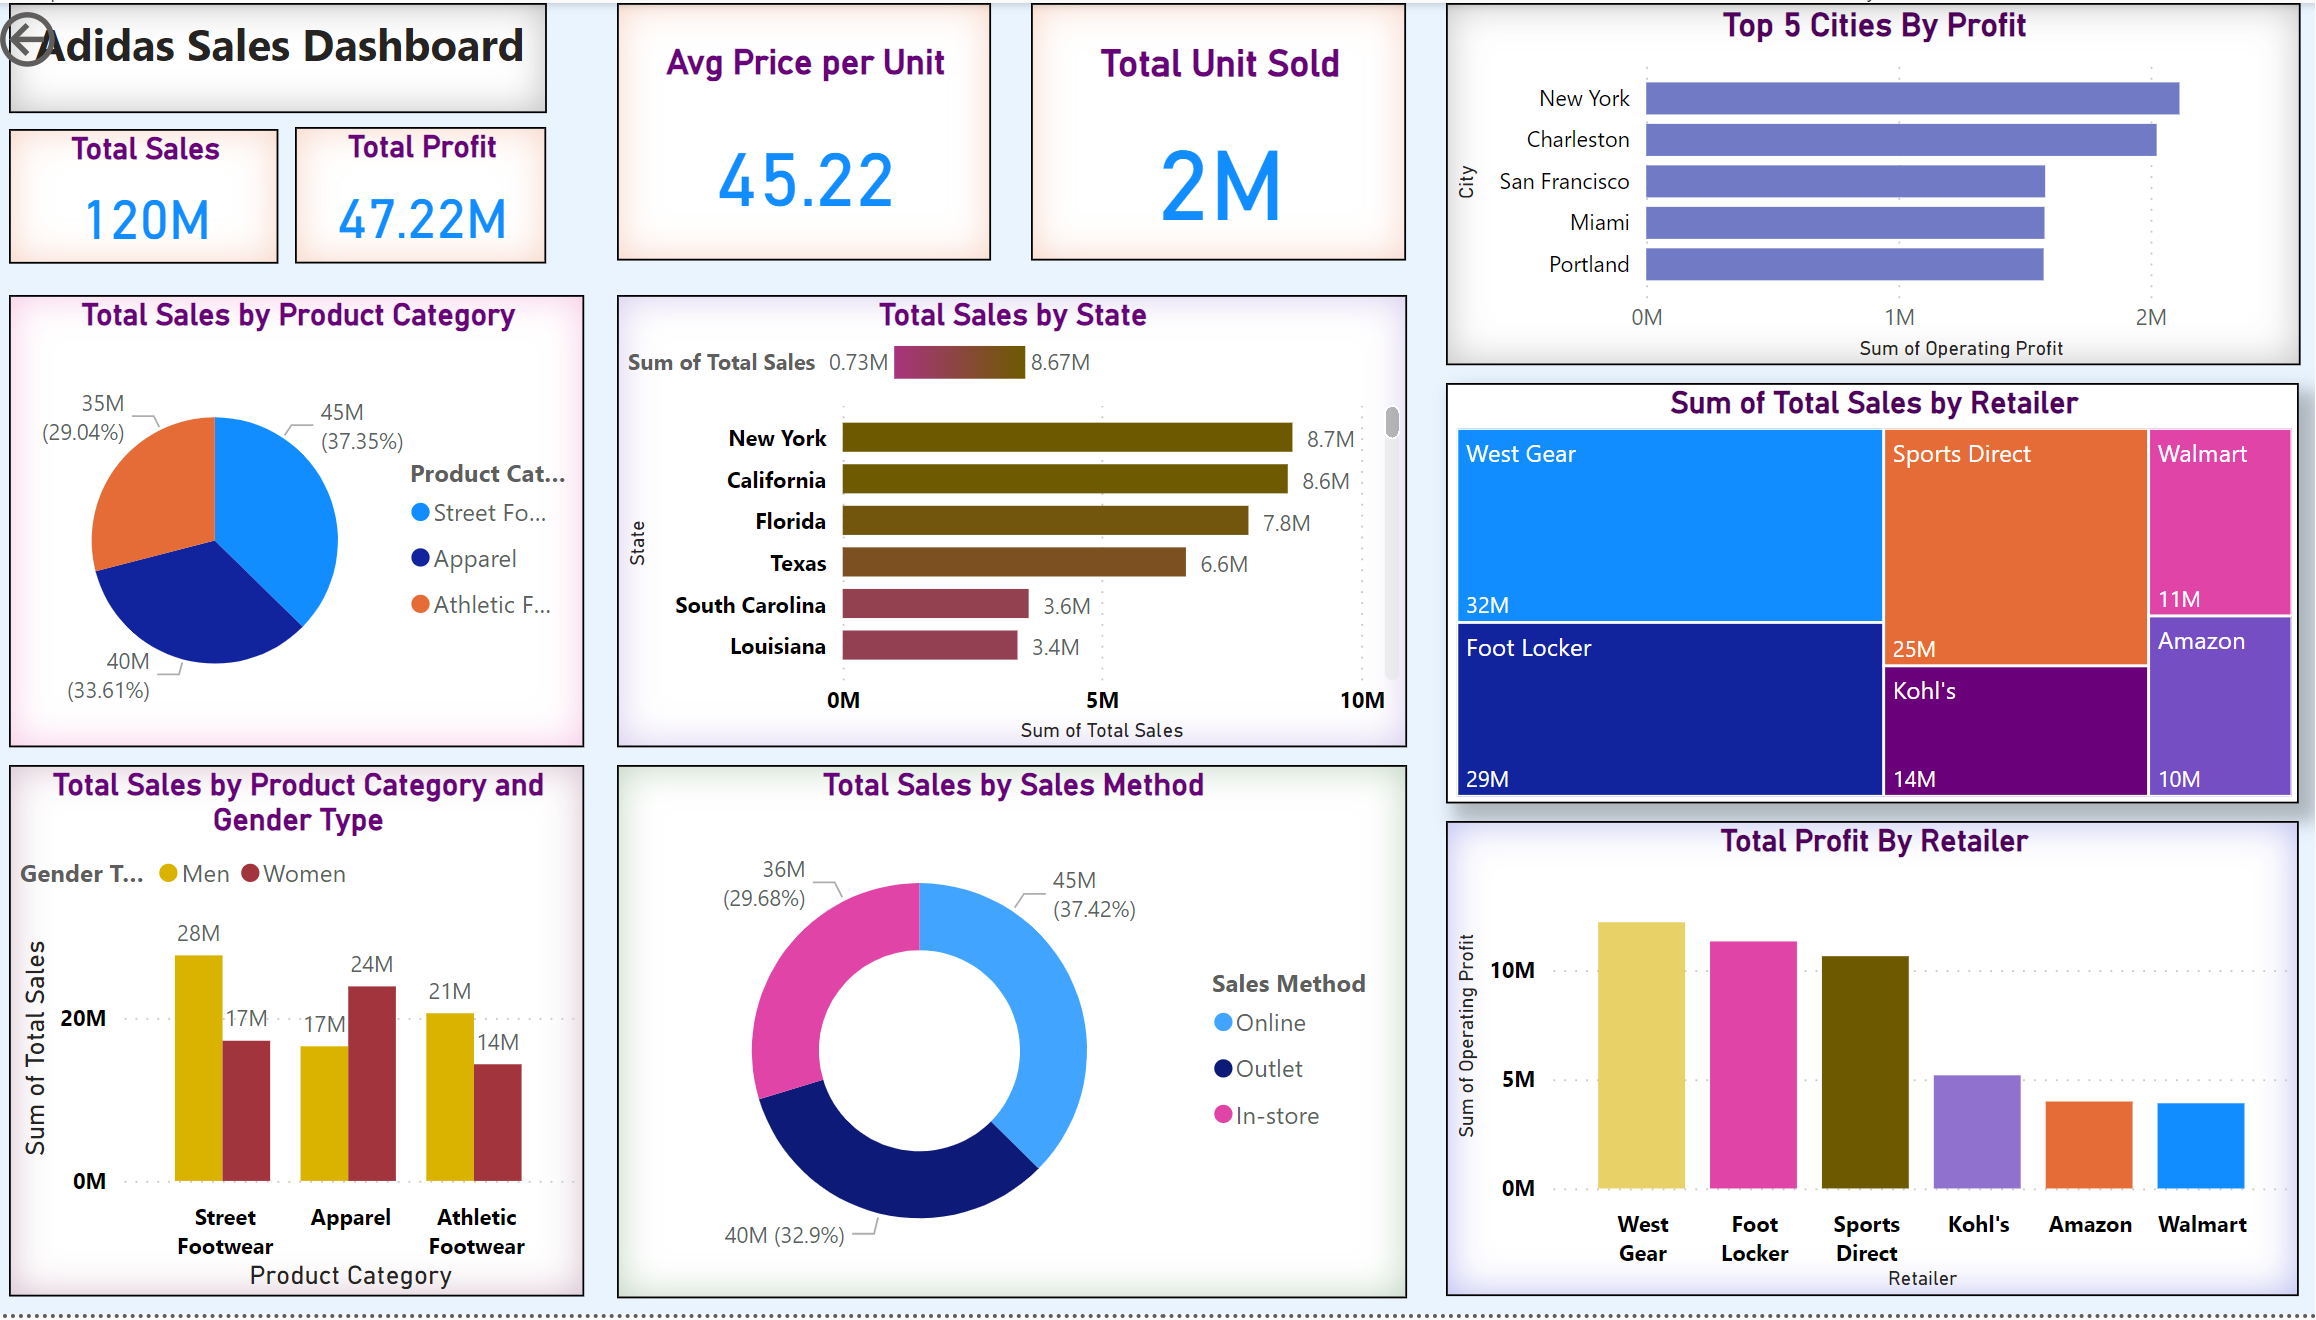 Adidas Sales Dashboard
Total Sales
120M
Total Profit
47.22M
Avg Price per Unit
45.22
Total Unit Sold
2M
Top 5 Cities By Profit
City
New York
Charleston
San Francisco
Miami
Portland
0M 1M 2M
Sum of Operating Profit
Total Sales by Product Category
35M
(29.04%)
45M
(37.35%)
40M
(33.61%)
Product Cat...
Street Fo...
Apparel
Athletic F...
Total Sales by State
Sum of Total Sales 0.73M 8.67M
State
New York 8.7M
California 8.6M
Florida 7.8M
Texas 6.6M
South Carolina 3.6M
Louisiana 3.4M
0M 5M 10M
Sum of Total Sales
Sum of Total Sales by Retailer
West Gear
32M
Foot Locker
29M
Sports Direct
25M
Kohl's
14M
Walmart
11M
Amazon
10M
Total Sales by Product Category and
Gender Type
Gender T... Men Women
Sum of Total Sales
20M
0M
28M
17M
17M
24M
21M
14M
Street
Footwear
Apparel
Athletic
Footwear
Product Category
Total Sales by Sales Method
36M
(29.68%)
45M
(37.42%)
40M (32.9%)
Sales Method
Online
Outlet
In-store
Total Profit By Retailer
Sum of Operating Profit
10M
5M
0M
West
Gear
Foot
Locker
Sports
Direct
Kohl's
Amazon
Walmart
Retailer